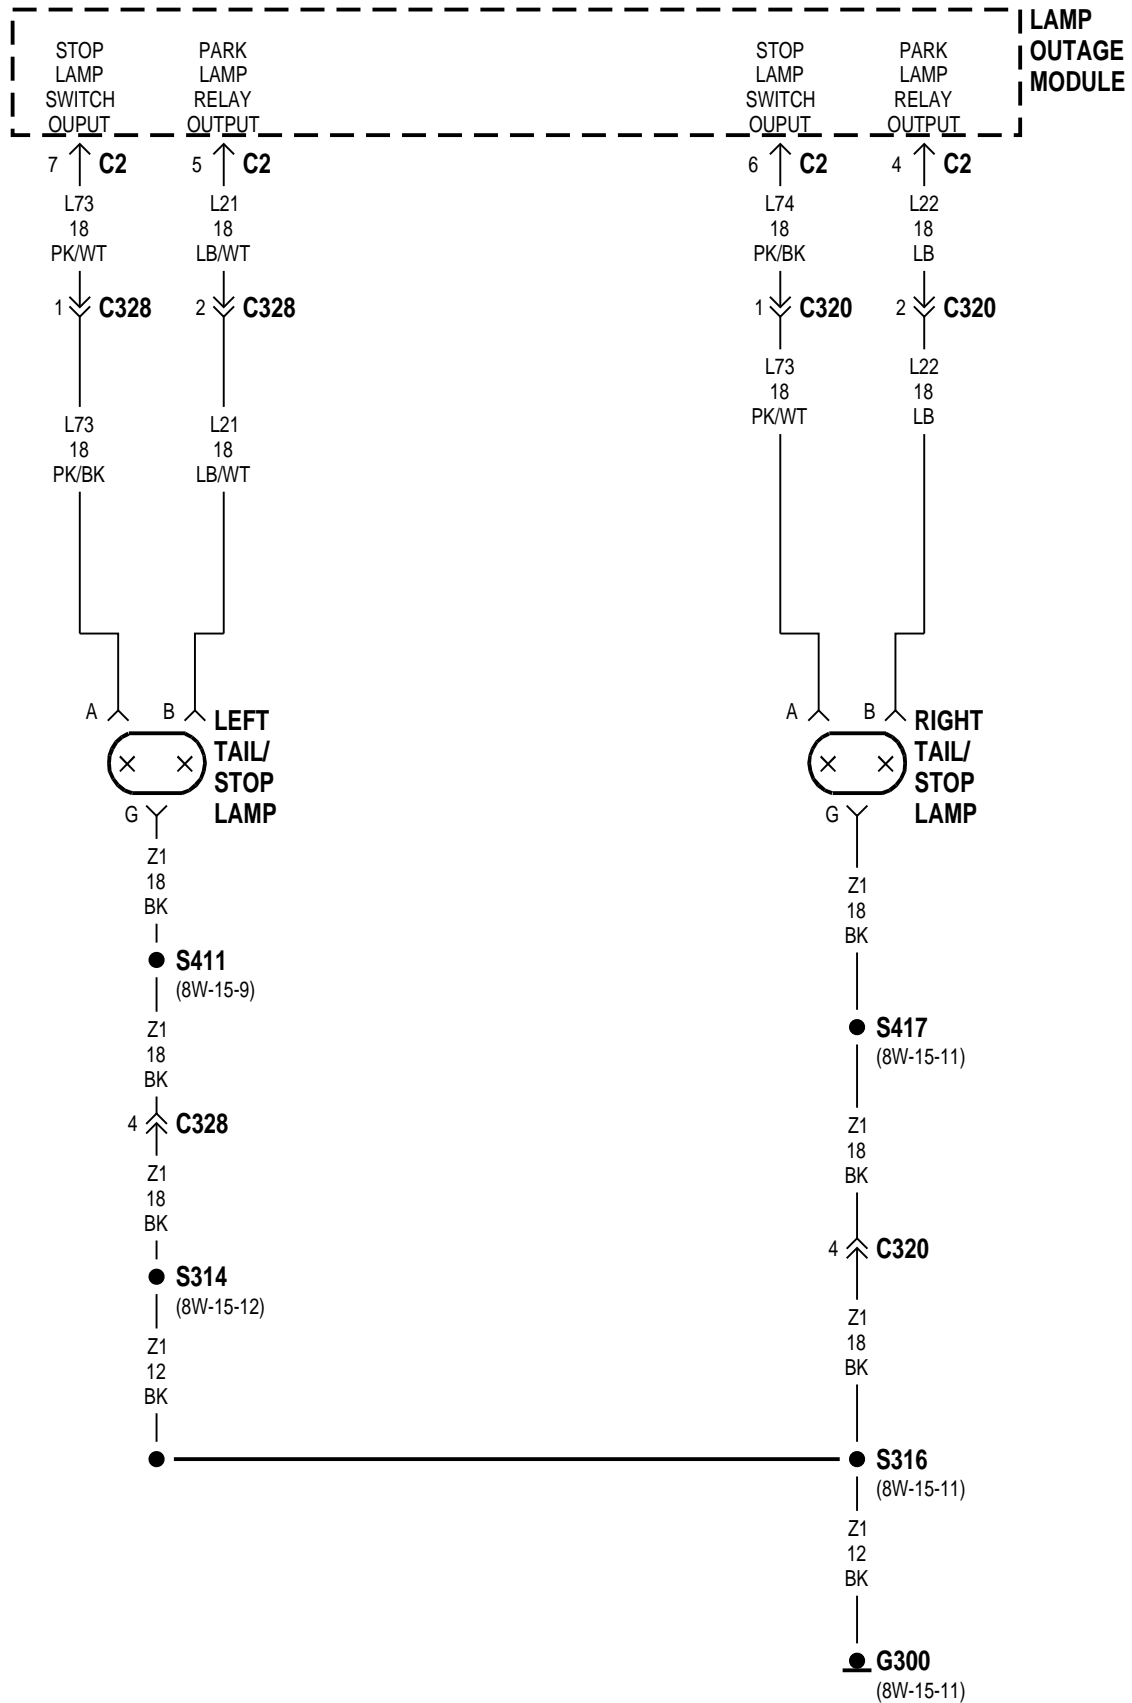 LAMP
OUTAGE
MODULE
STOP
LAMP
SWITCH
OUPUT
PARK
LAMP
RELAY
OUTPUT
STOP
LAMP
SWITCH
OUPUT
PARK
LAMP
RELAY
OUTPUT
7 C2
5 C2
6 C2
4 C2
L73
18
PK/WT
L21
18
LB/WT
L74
18
PK/BK
L22
18
LB
1 C328
2 C328
1 C320
2 C320
L73
18
PK/BK
L21
18
LB/WT
L73
18
PK/WT
L22
18
LB
A B
LEFT
TAIL/
STOP
LAMP
G
A B
RIGHT
TAIL/
STOP
LAMP
G
Z1
18
BK
S411
(8W-15-9)
Z1
18
BK
4 C328
Z1
18
BK
S314
(8W-15-12)
Z1
12
BK
Z1
18
BK
S417
(8W-15-11)
Z1
18
BK
4 C320
Z1
18
BK
S316
(8W-15-11)
Z1
12
BK
G300
(8W-15-11)